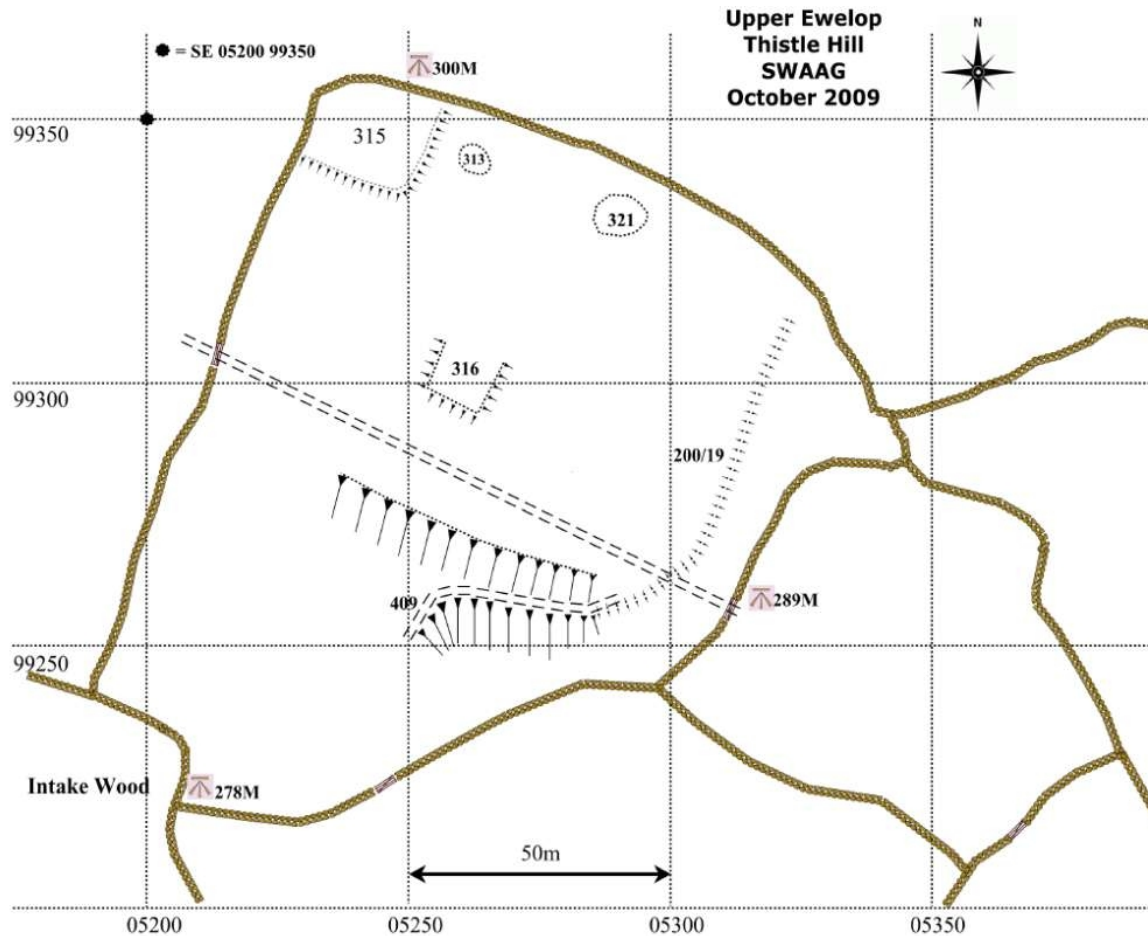 Upper Ewelop
Thistle Hill
SWAAG
October 2009
N
= SE 05200 99350
300M
99350
315
313
321
316
99300
200/19
409
289M
99250
Intake Wood
278M
50m
05200
05250
05300
05350